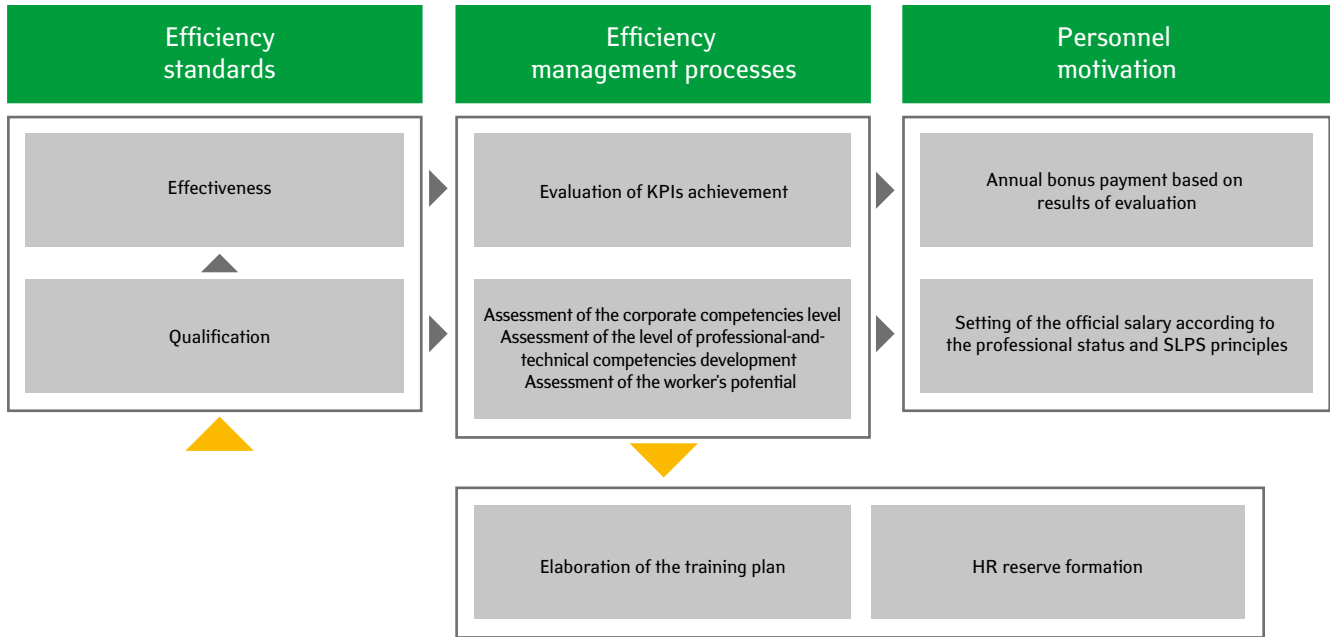 Efficiency
standards
Efficiency
management processes
Personnel
motivation
Effectiveness
Evaluation of KPIs achievement
Annual bonus payment based on
results of evaluation
Qualification
Assessment of the corporate competencies level
Assessment of the level of professional-and-
technical competencies development
Assessment of the worker's potential
Setting of the official salary according to
the professional status and SLPS principles
Elaboration of the training plan
HR reserve formation